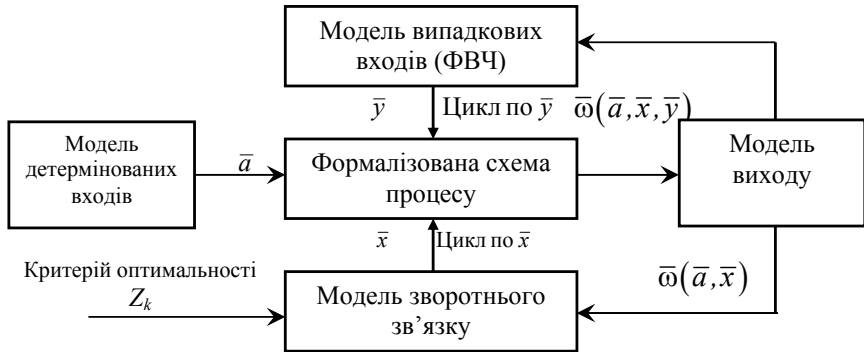 Модель випадкових
входів (ФВЧ)
y̅ Цикл по y̅ ω̅(a̅,x̅,y̅)
Модель
детермінованих
входів
a̅
Формалізована схема
процесу
Модель
виходу
x̅ Цикл по x̅
Критерій оптимальності
Z_k
Модель зворотнього
зв’язку
ω̅(a̅,x̅)